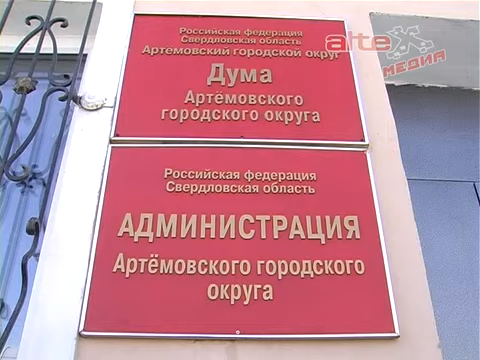 Российская федерация
Свердловская область
Артемовский городской округ
Дума
Артёмовского
городского округа
altex
МЕДИА
Российская федерация
Свердловская область
АДМИНИСТРАЦИЯ
Артёмовского городского
округа